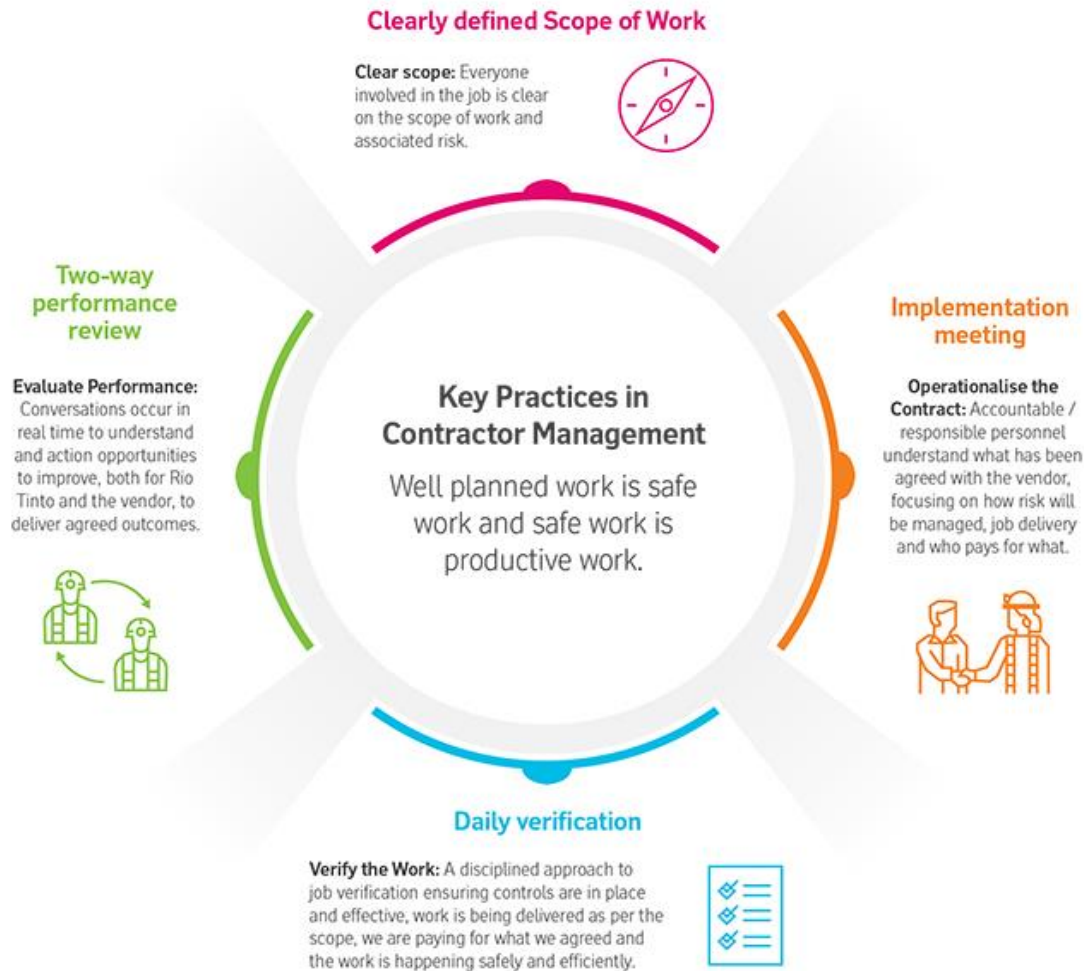 Clearly defined Scope of Work
Clear scope: Everyone
involved in the job is clear
on the scope of work and
associated risk.
Two-way
performance
review
Evaluate Performance:
Conversations occur in
real time to understand
and action opportunities
to improve, both for Rio
Tinto and the vendor, to
deliver agreed outcomes.
Key Practices in
Contractor Management
Well planned work is safe
work and safe work is
productive work.
Implementation
meeting
Operationalise the
Contract: Accountable /
responsible personnel
understand what has been
agreed with the vendor,
focusing on how risk will
be managed, job delivery
and who pays for what.
Daily verification
Verify the Work: A disciplined approach to
job verification ensuring controls are in place
and effective, work is being delivered as per the
scope, we are paying for what we agreed and
the work is happening safely and efficiently.